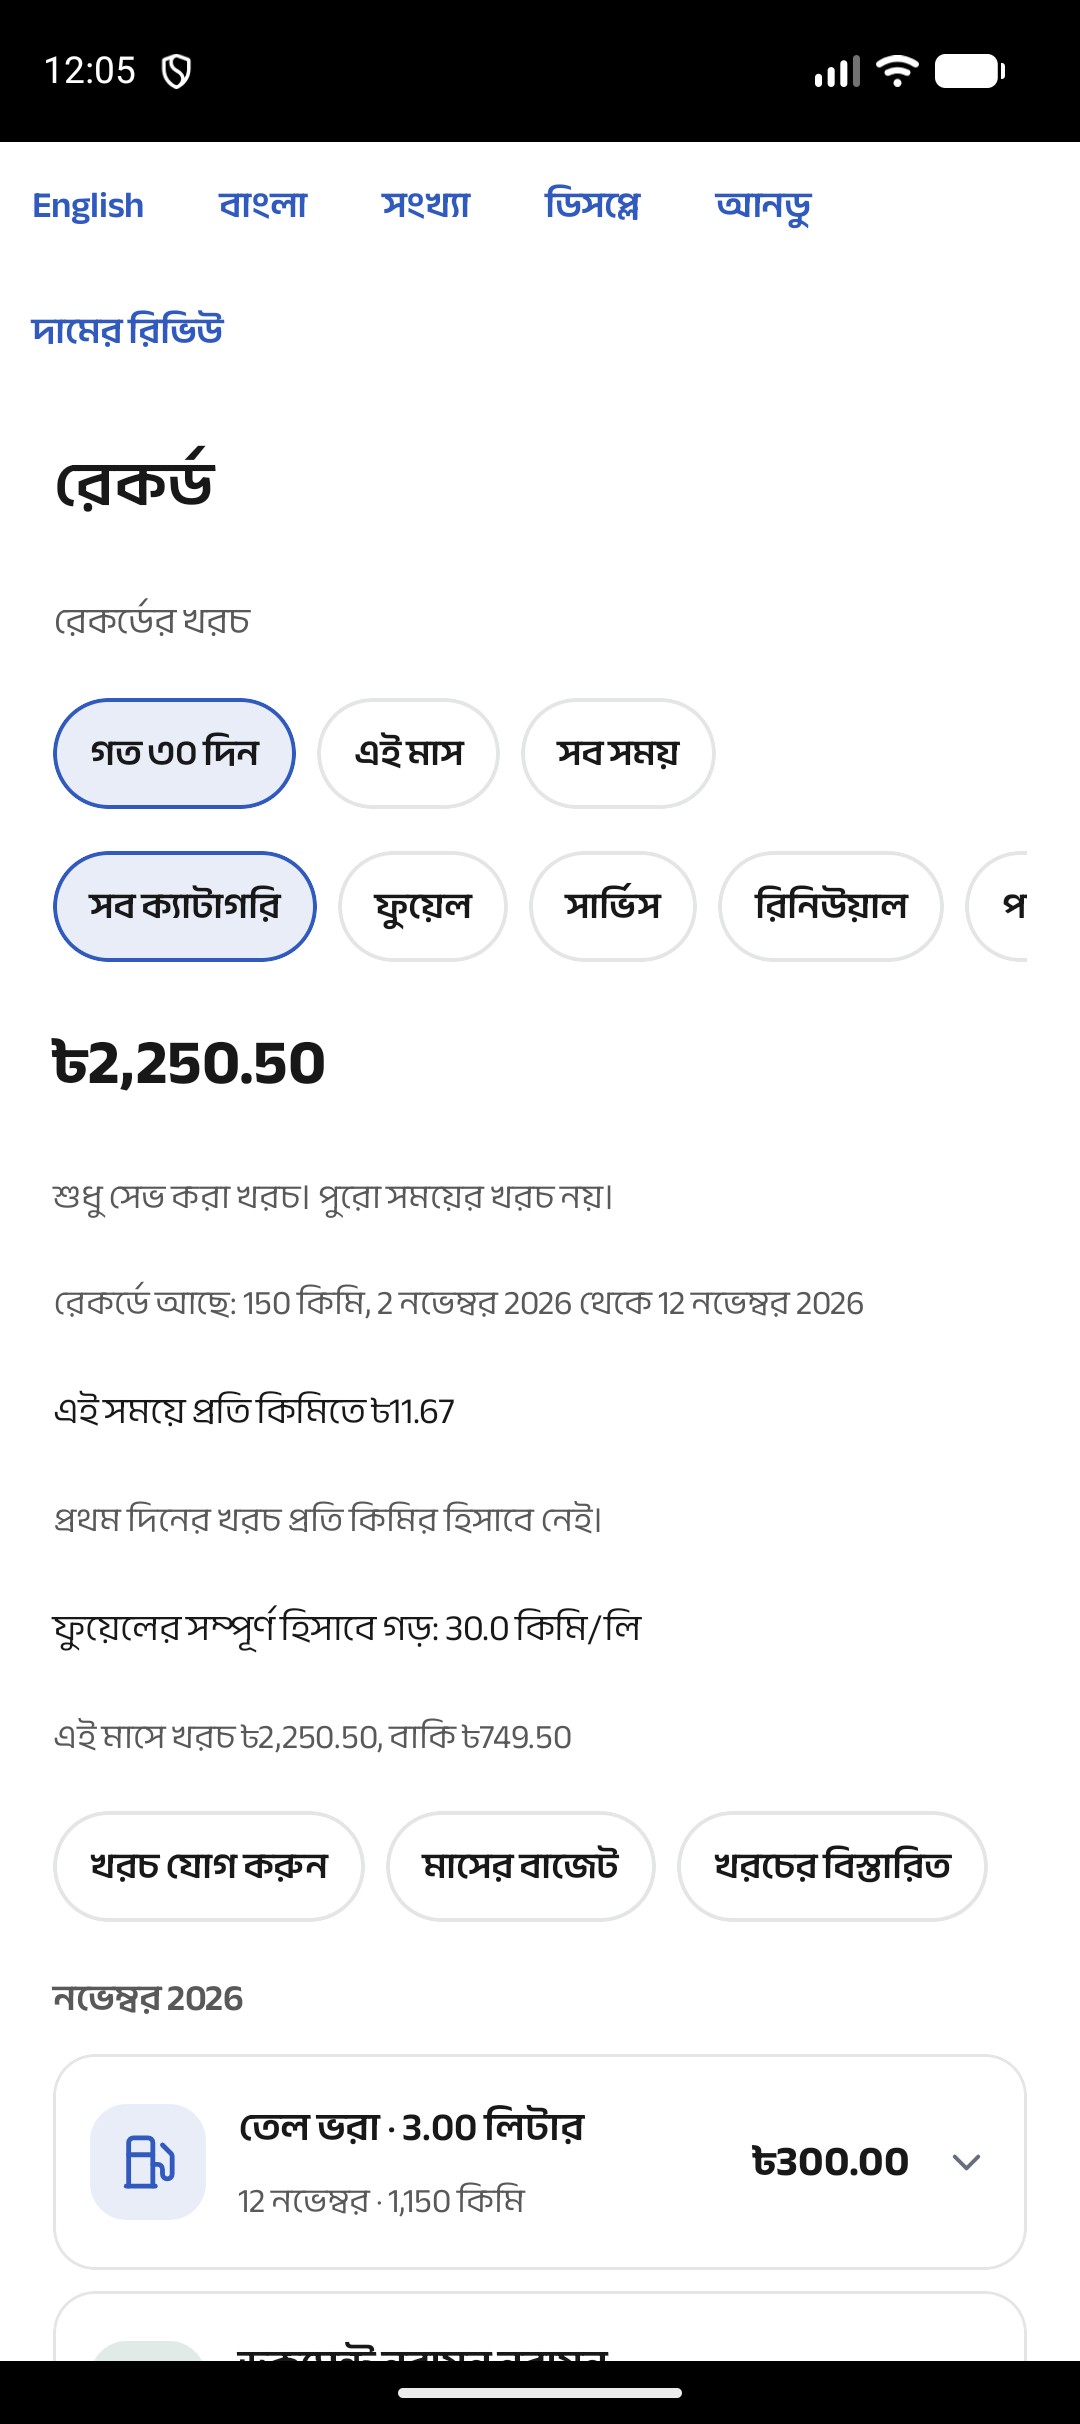 12:05
English বাংলা সংখ্যা ডিসপ্লে আনডু
দামের রিভিউ
রেকর্ড
রেকর্ডের খরচ
গত ৩০ দিন এই মাস সব সময়
সব ক্যাটাগরি ফুয়েল সার্ভিস রিনিউয়াল প
৳2,250.50
শুধু সেভ করা খরচ। পুরো সময়ের খরচ নয়।
রেকর্ডে আছে: 150 কিমি, 2 নভেম্বর 2026 থেকে 12 নভেম্বর 2026
এই সময়ে প্রতি কিমিতে ৳11.67
প্রথম দিনের খরচ প্রতি কিমির হিসাবে নেই।
ফুয়েলের সম্পূর্ণ হিসাবে গড়: 30.0 কিমি/লি
এই মাসে খরচ ৳2,250.50, বাকি ৳749.50
খরচ যোগ করুন মাসের বাজেট খরচের বিস্তারিত
নভেম্বর 2026
তেল ভরা · 3.00 লিটার
৳300.00
12 নভেম্বর · 1,150 কিমি